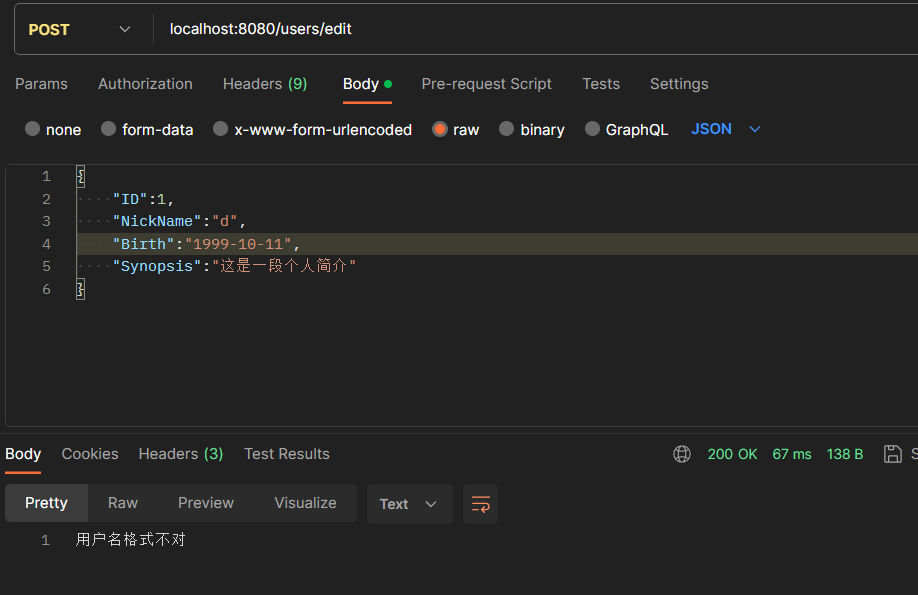 POST localhost:8080/users/edit
Params Authorization Headers (9) Body Pre-request Script Tests Settings
none form-data x-www-form-urlencoded raw binary GraphQL JSON
1 {
2 "ID":1,
3 "NickName":"d",
4 "Birth":"1999-10-11",
5 "Synopsis":"这是一段个人简介"
6 }
Body Cookies Headers (3) Test Results 200 OK 67 ms 138 B S
Pretty Raw Preview Visualize Text
1 用户名格式不对